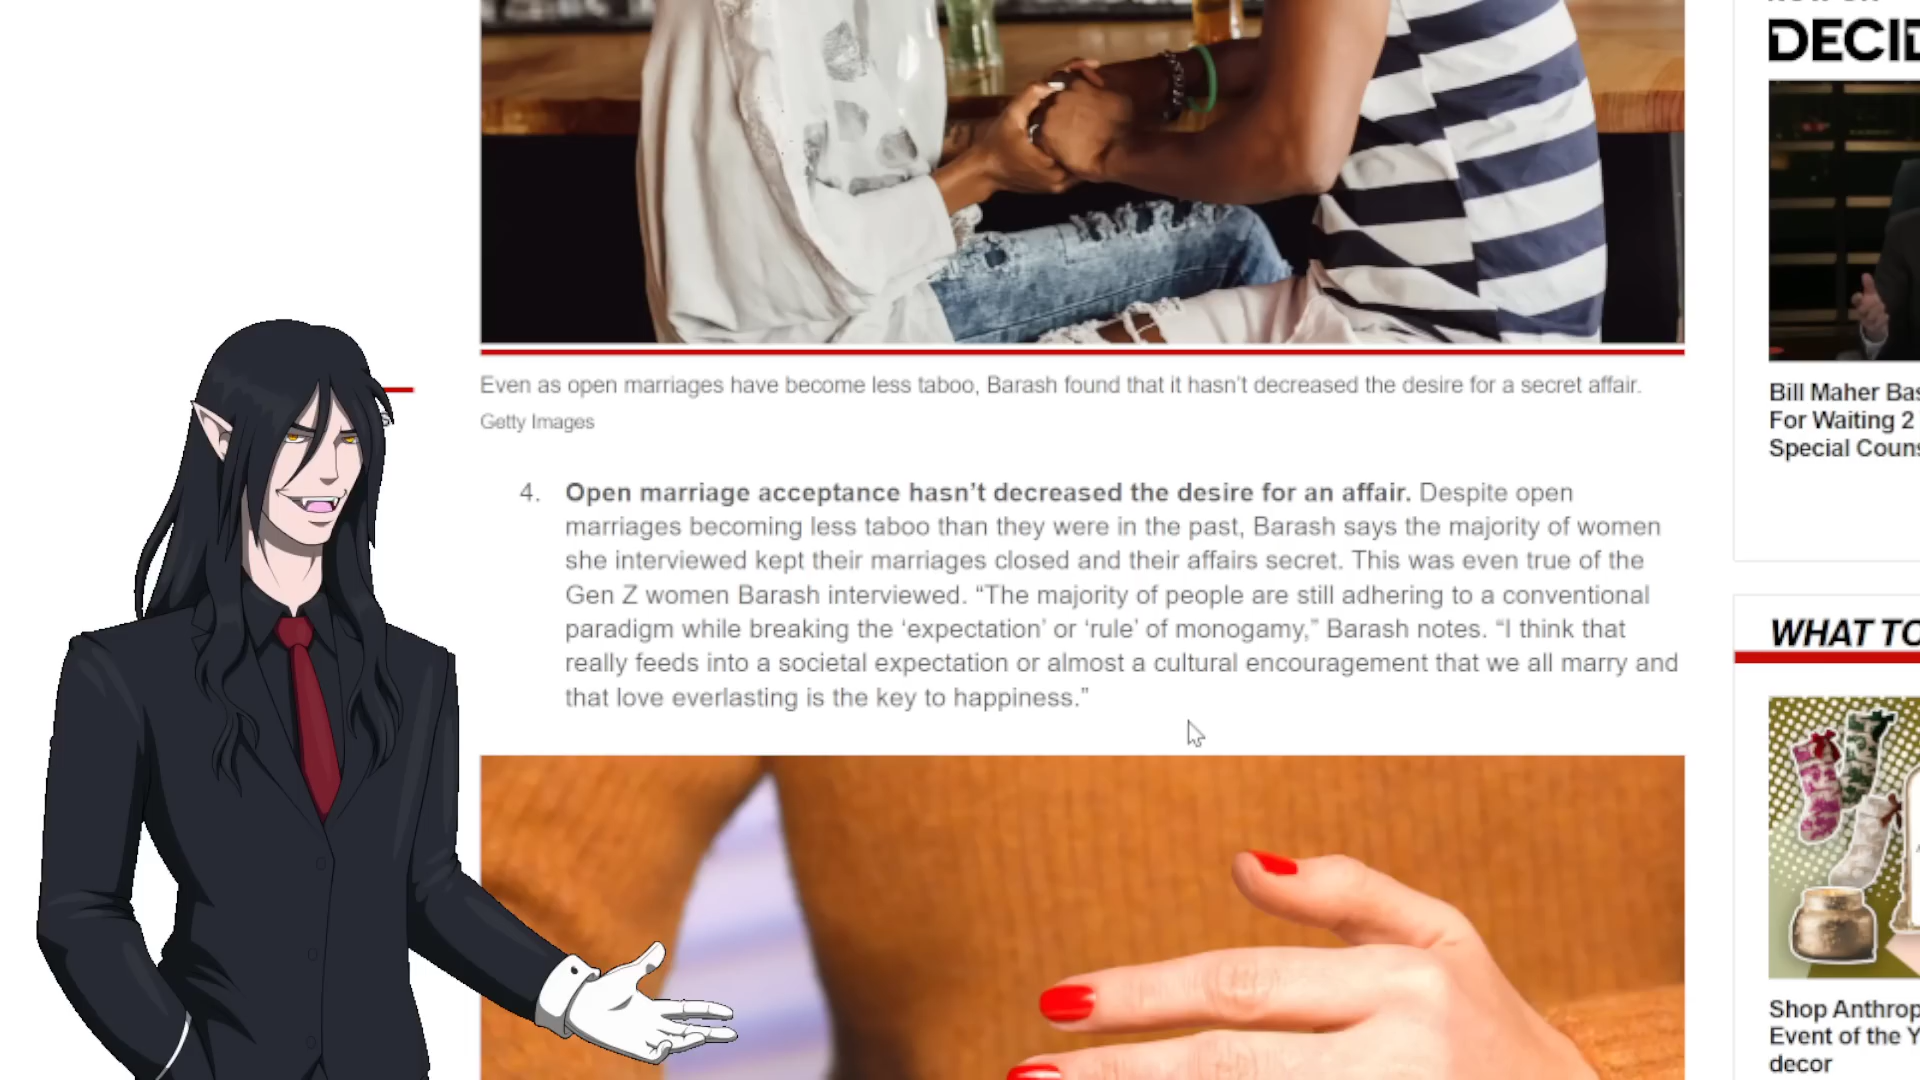 Even as open marriages have become less taboo, Barash found that it hasn't decreased the desire for a secret affair.
Getty Images
4. Open marriage acceptance hasn't decreased the desire for an affair. Despite open
marriages becoming less taboo than they were in the past, Barash says the majority of women
she interviewed kept their marriages closed and their affairs secret. This was even true of the
Gen Z women Barash interviewed. “The majority of people are still adhering to a conventional
paradigm while breaking the ‘expectation’ or ‘rule’ of monogamy,” Barash notes. “I think that
really feeds into a societal expectation or almost a cultural encouragement that we all marry and
that love everlasting is the key to happiness.”
DECID
Bill Maher Bas
For Waiting 2
Special Couns
WHAT TO
Shop Anthrop
Event of the Y
decor